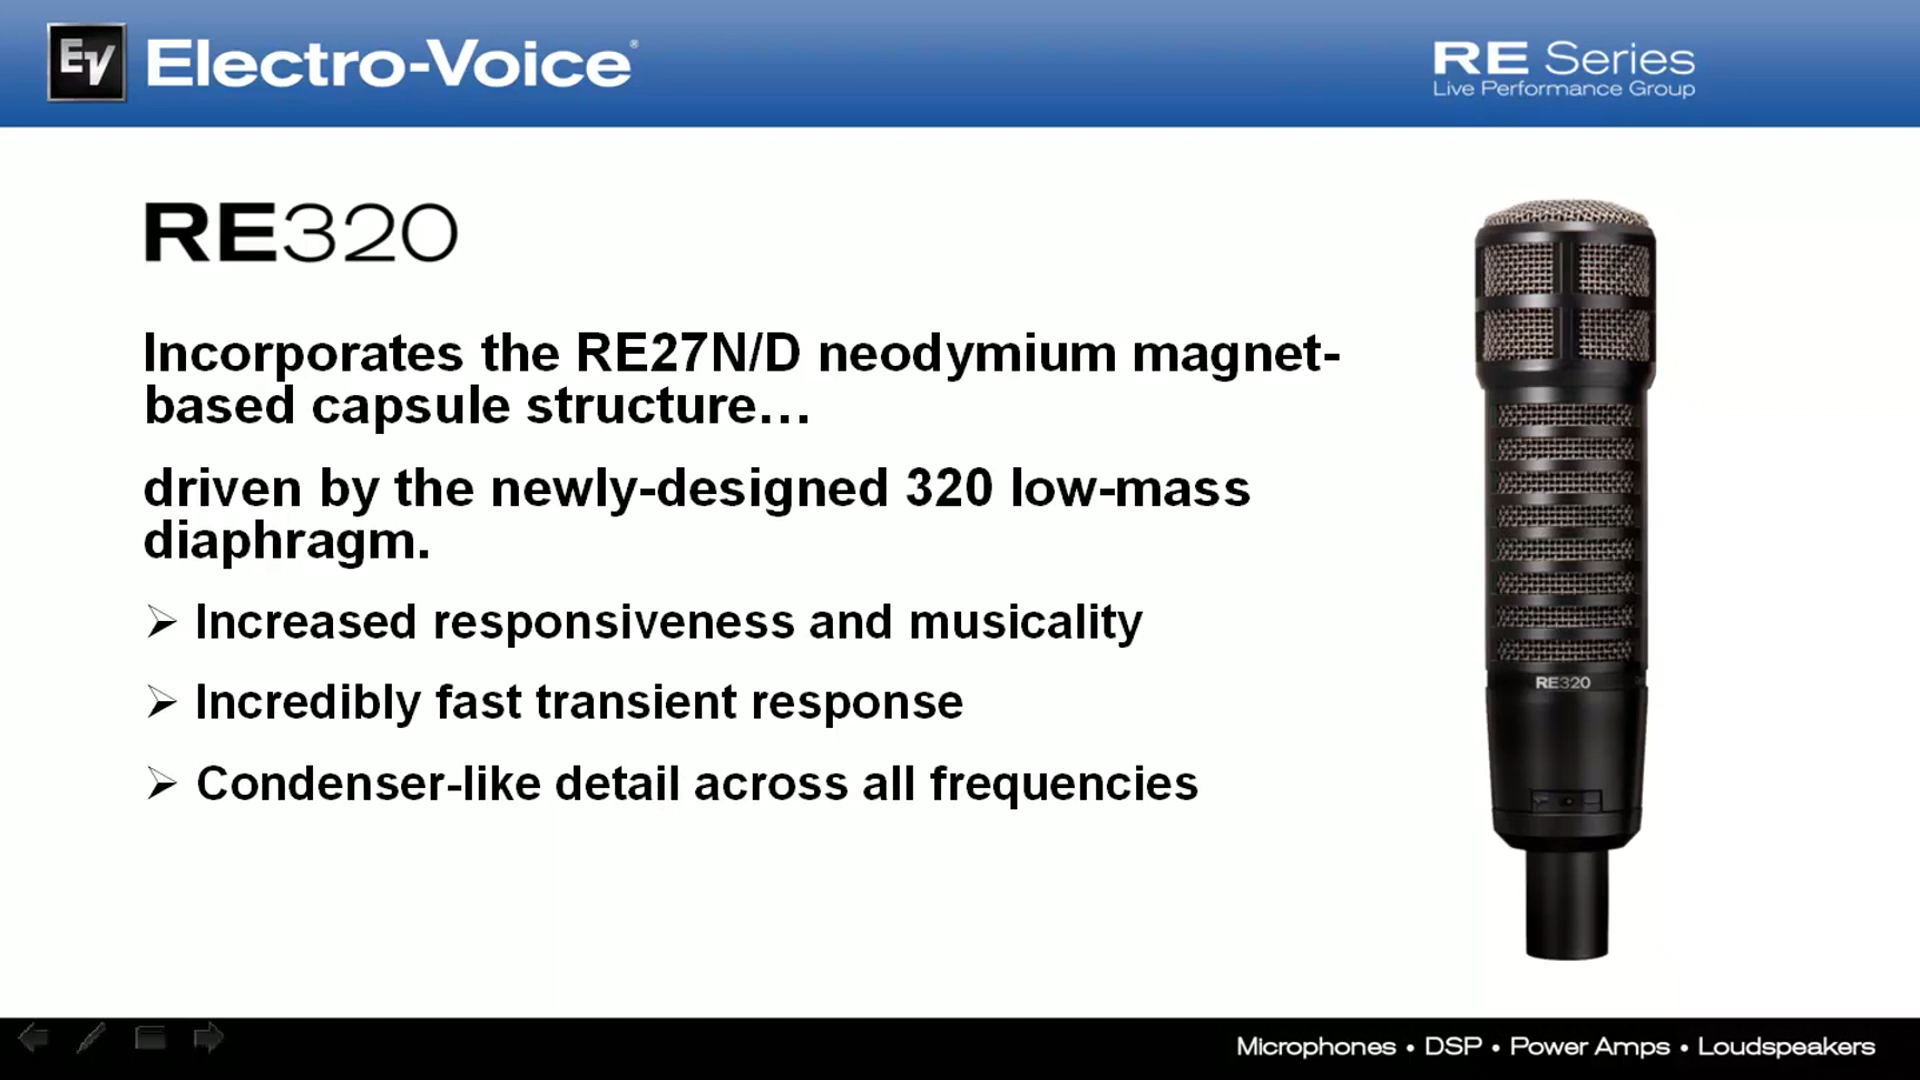 EV Electro-Voice®
RE Series
Live Performance Group
RE320
Incorporates the RE27N/D neodymium magnet-
based capsule structure…
driven by the newly-designed 320 low-mass
diaphragm.
➢ Increased responsiveness and musicality
➢ Incredibly fast transient response
➢ Condenser-like detail across all frequencies
RE320
Microphones • DSP • Power Amps • Loudspeakers